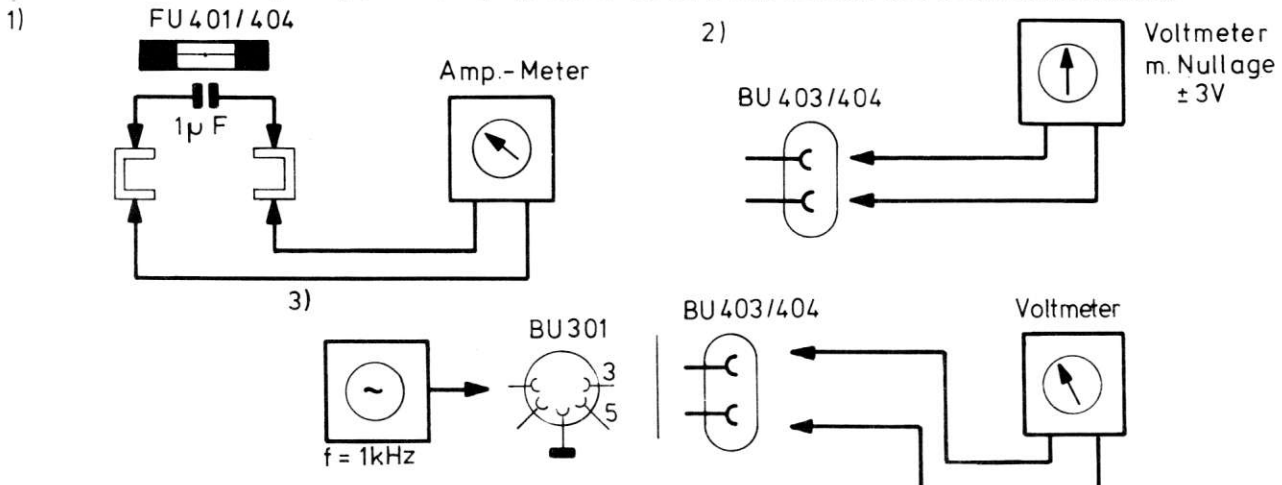 1)
FU 401/404
1µ F
Amp.-Meter
2)
BU 403/404
Voltmeter
m. Nullage
± 3V
3)
~
f = 1kHz
BU 301
3
5
BU 403/404
Voltmeter